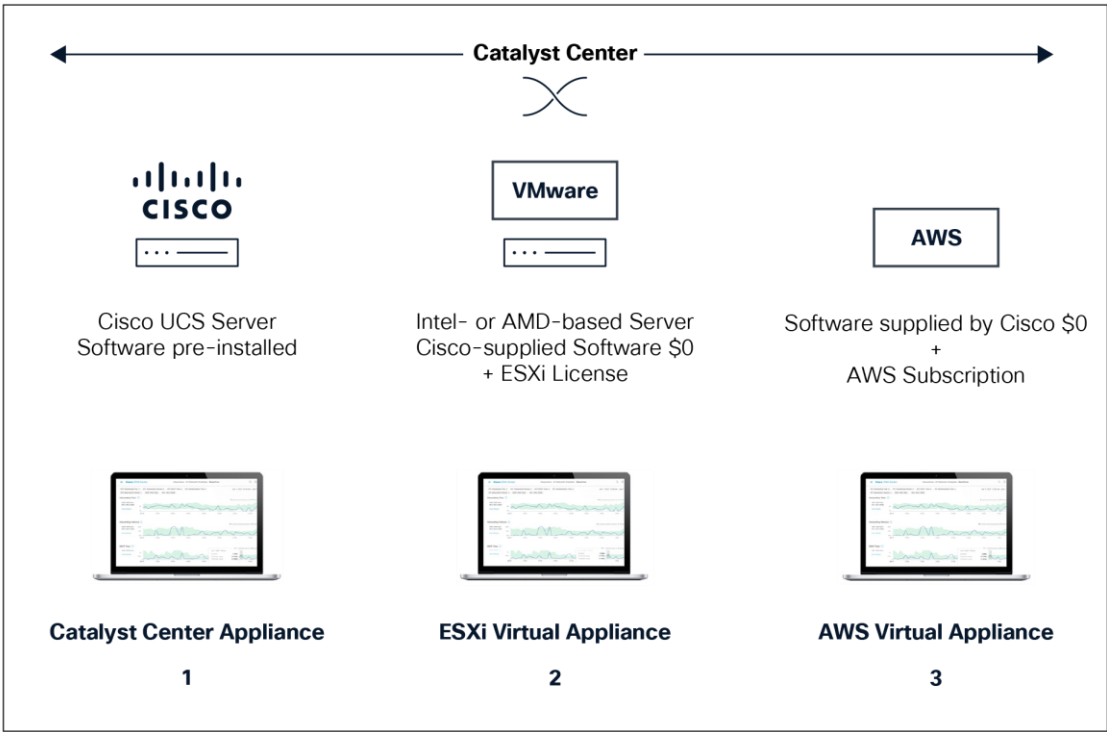 Catalyst Center
CISCO
VMware
AWS
Cisco UCS Server
Software pre-installed
Intel- or AMD-based Server
Cisco-supplied Software $0
+ ESXi License
Software supplied by Cisco $0
+
AWS Subscription
Catalyst Center Appliance
ESXi Virtual Appliance
AWS Virtual Appliance
1
2
3